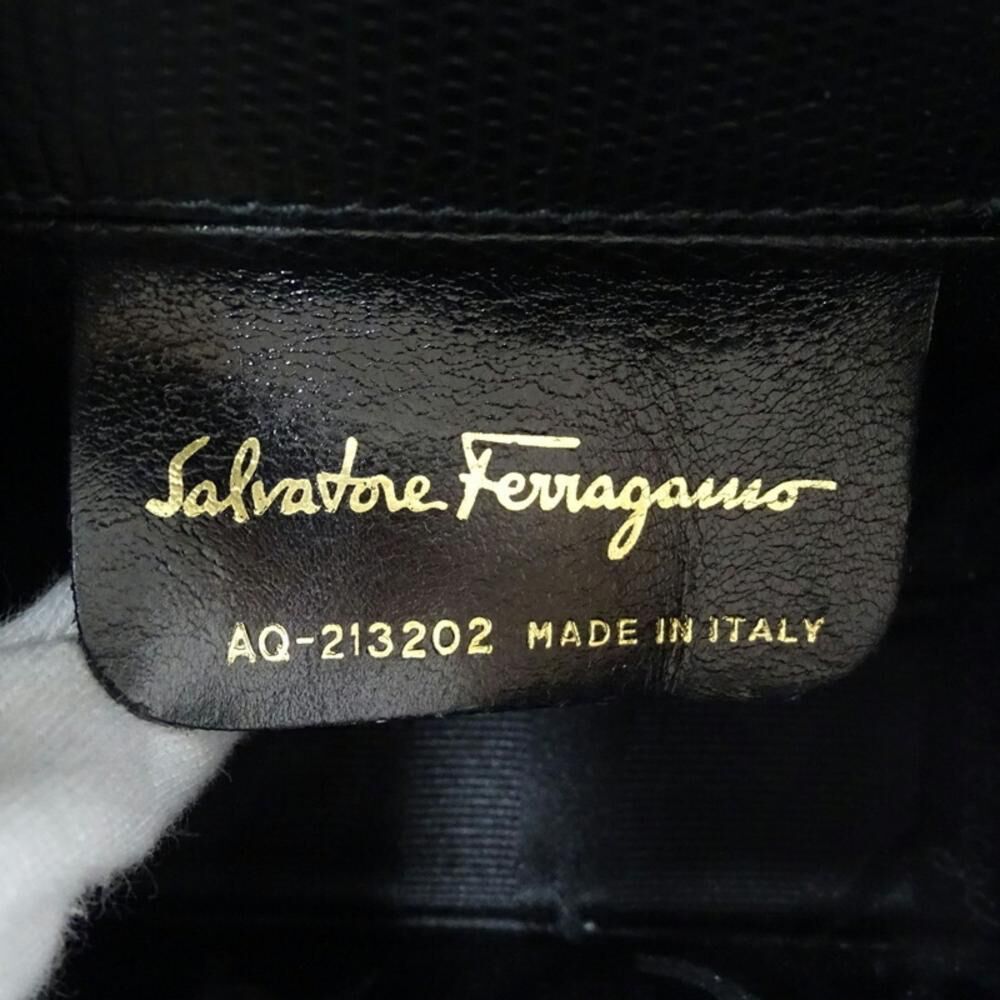 Salvatore Ferragamo
AQ-213202 MADE IN ITALY